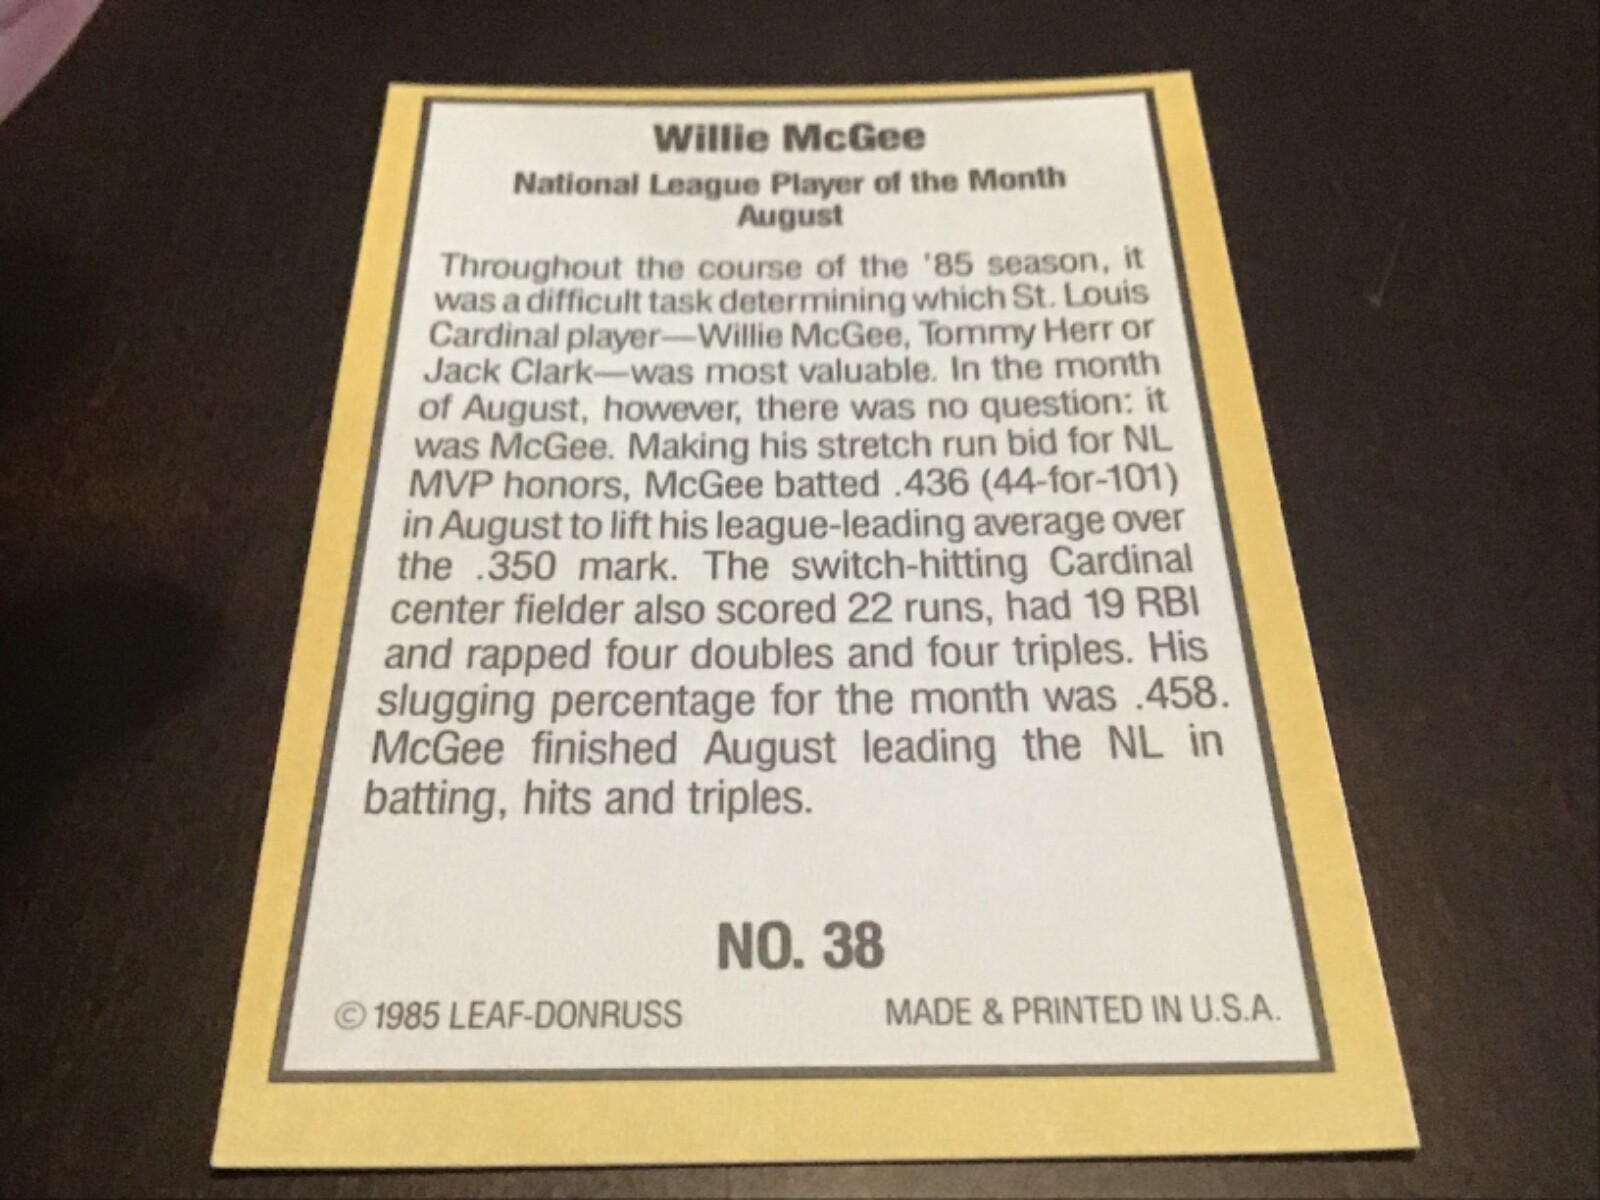 Willie McGee
National League Player of the Month
August
Throughout the course of the '85 season, it
was a difficult task determining which St. Louis
Cardinal player—Willie McGee, Tommy Herr or
Jack Clark—was most valuable. In the month
of August, however, there was no question: it
was McGee. Making his stretch run bid for NL
MVP honors, McGee batted .436 (44-for-101)
in August to lift his league-leading average over
the .350 mark. The switch-hitting Cardinal
center fielder also scored 22 runs, had 19 RBI
and rapped four doubles and four triples. His
slugging percentage for the month was .458.
McGee finished August leading the NL in
batting, hits and triples.
NO. 38
© 1985 LEAF-DONRUSS MADE & PRINTED IN U.S.A.